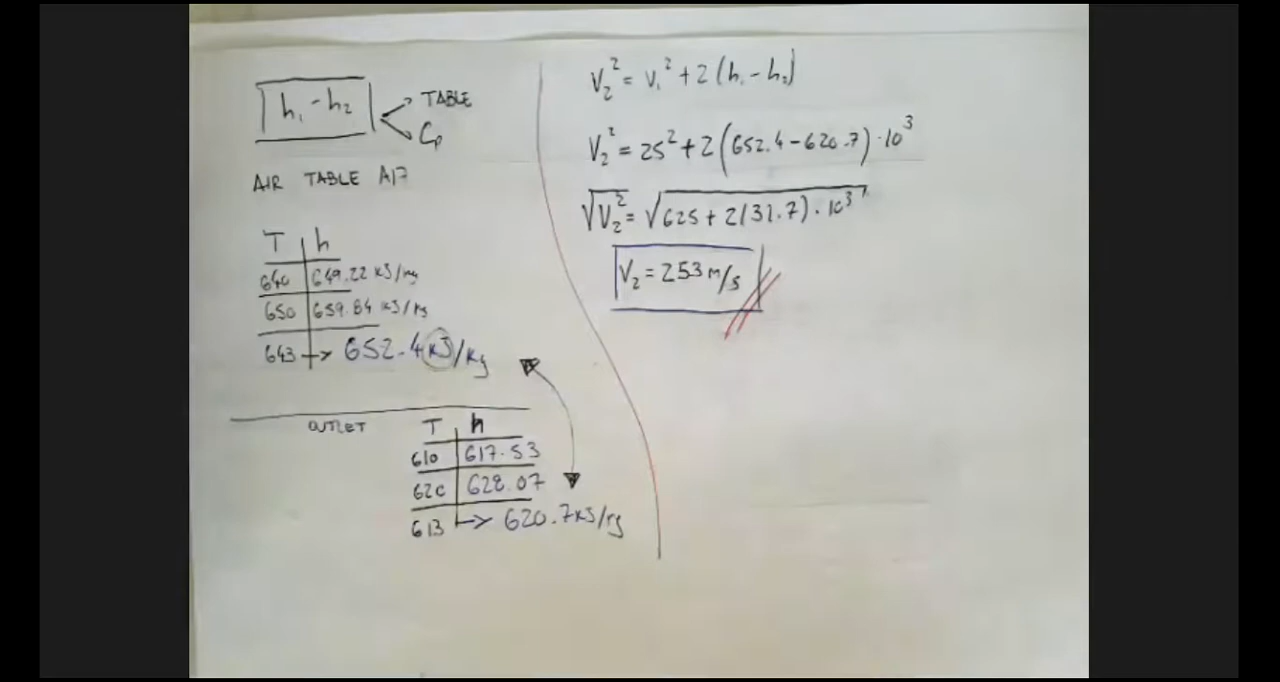 h₁ - h₂
TABLE
Cp
AIR TABLE A17
T h
640 649.22 kJ/kg
650 659.84 kJ/kg
643 → 652.4 kJ/kg
OUTLET
T h
610 617.53
620 628.07
613 → 620.7 kJ/kg
V₂² = V₁² + 2(h₁ - h₂)
V₂² = 25² + 2(652.4 - 620.7) · 10³
√V₂² = √625 + 2(31.7) · 10³
V₂ = 253 m/s